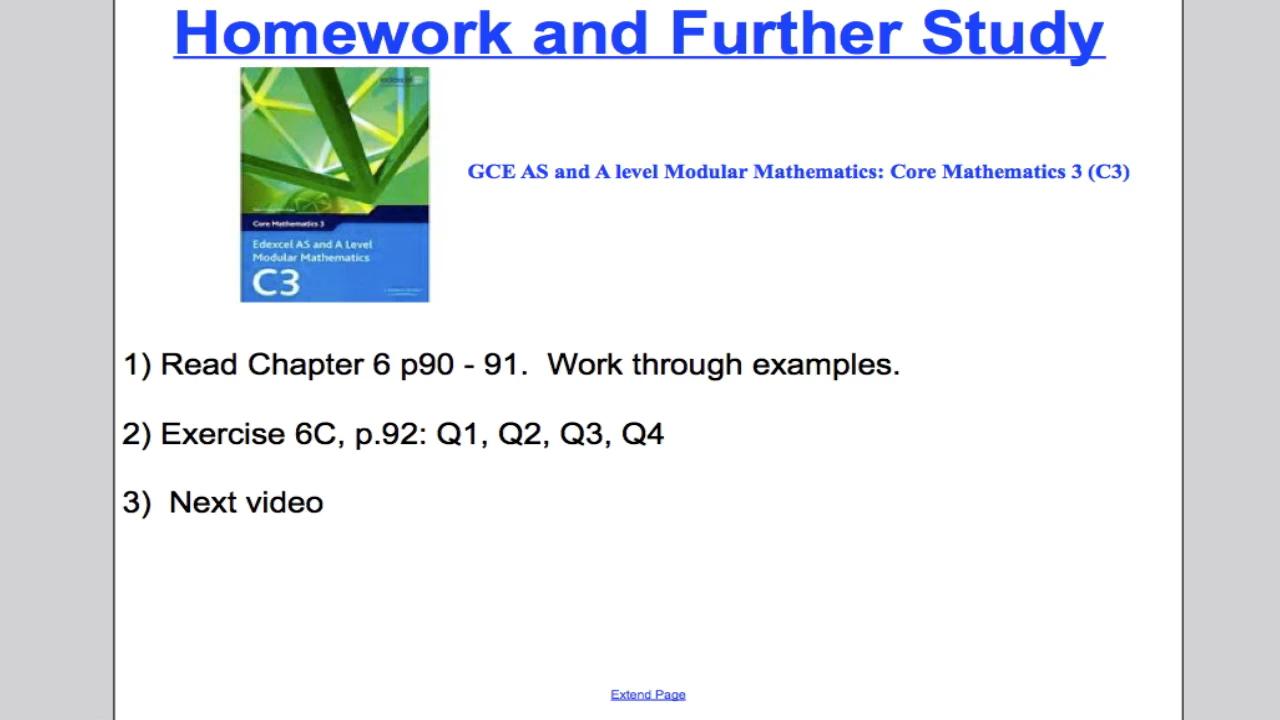 Homework and Further Study
GCE AS and A level Modular Mathematics: Core Mathematics 3 (C3)
Core Mathematics 3
Edexcel AS and A Level
Modular Mathematics
C3
1) Read Chapter 6 p90 - 91.  Work through examples.
2) Exercise 6C, p.92: Q1, Q2, Q3, Q4
3)  Next video
Extend Page